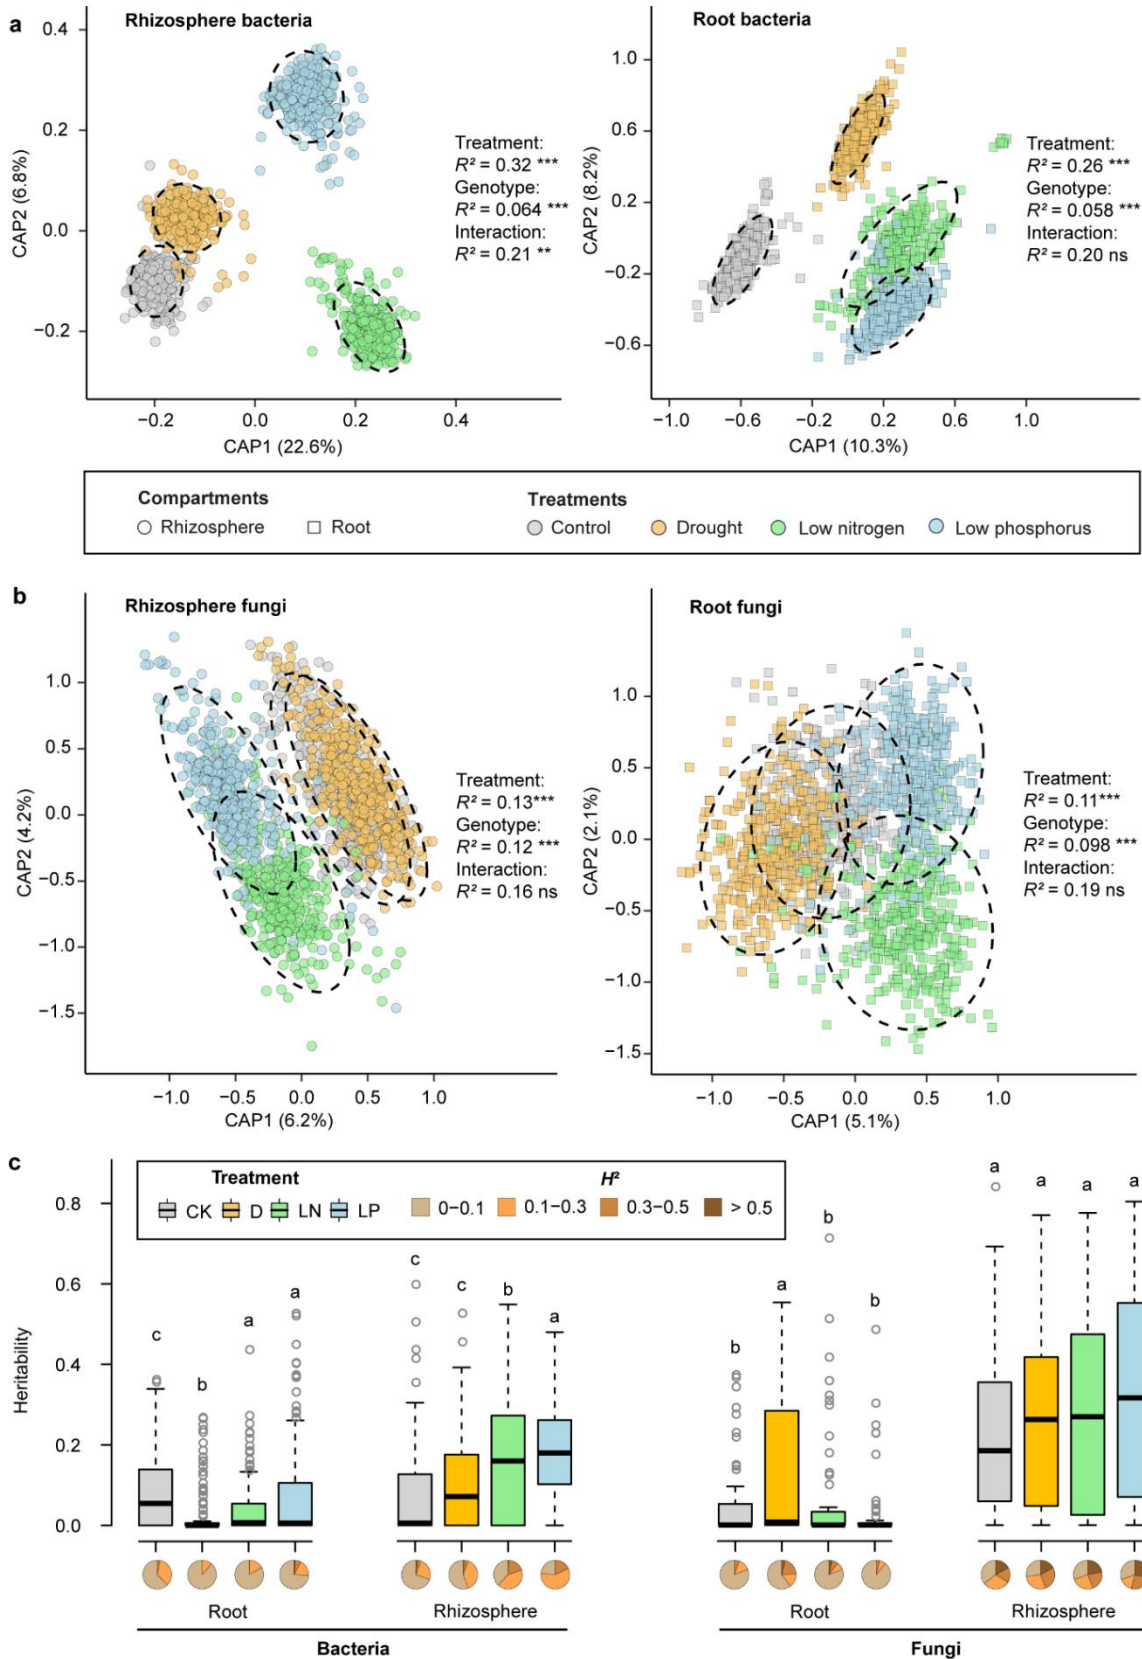 a
Rhizosphere bacteria
0.4
0.2
0.0
−0.2
CAP2 (6.8%)
−0.2
0.0
0.2
0.4
CAP1 (22.6%)
Treatment:
R² = 0.32 ***
Genotype:
R² = 0.064 ***
Interaction:
R² = 0.21 **
Root bacteria
1.0
0.6
0.2
−0.2
−0.6
CAP2 (8.2%)
−1.0
−0.6
−0.2
0.2
0.6
1.0
CAP1 (10.3%)
Treatment:
R² = 0.26 ***
Genotype:
R² = 0.058 ***
Interaction:
R² = 0.20 ns
Compartments
Rhizosphere
Root
Treatments
Control
Drought
Low nitrogen
Low phosphorus
b
Rhizosphere fungi
1.0
0.5
0.0
−0.5
−1.0
−1.5
CAP2 (4.2%)
−1.0
−0.5
0.0
0.5
1.0
CAP1 (6.2%)
Treatment:
R² = 0.13***
Genotype:
R² = 0.12 ***
Interaction:
R² = 0.16 ns
Root fungi
1.0
0.5
0.0
−0.5
−1.0
−1.5
CAP2 (2.1%)
−1.0
−0.5
0.0
0.5
1.0
CAP1 (5.1%)
Treatment:
R² = 0.11***
Genotype:
R² = 0.098 ***
Interaction:
R² = 0.19 ns
c
Treatment
CK
D
LN
LP
H²
0−0.1
0.1−0.3
0.3−0.5
> 0.5
0.8
0.6
0.4
0.2
0.0
Heritability
c
b
a
a
c
c
b
a
b
a
b
b
a
a
a
a
Root
Rhizosphere
Root
Rhizosphere
Bacteria
Fungi